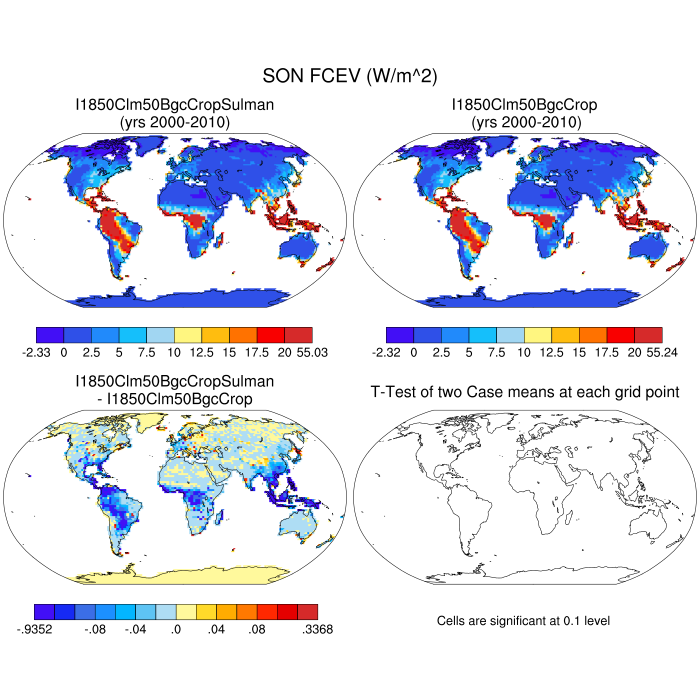 SON FCEV (W/m^2)
I1850Clm50BgcCropSulman
(yrs 2000-2010)
I1850Clm50BgcCrop
(yrs 2000-2010)
-2.33 0 2.5 5 7.5 10 12.5 15 17.5 20 55.03
-2.32 0 2.5 5 7.5 10 12.5 15 17.5 20 55.24
I1850Clm50BgcCropSulman
- I1850Clm50BgcCrop
T-Test of two Case means at each grid point
-.9352 -.08 -.04 .0 .04 .08 .3368
Cells are significant at 0.1 level